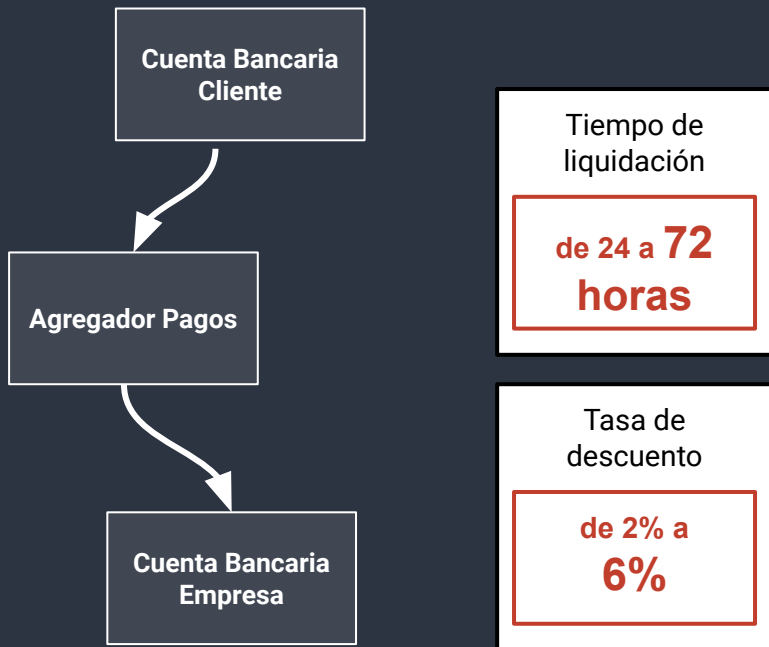 Cuenta Bancaria
Cliente
Agregador Pagos
Cuenta Bancaria
Empresa
Tiempo de
liquidación
de 24 a 72
horas
Tasa de
descuento
de 2% a
6%